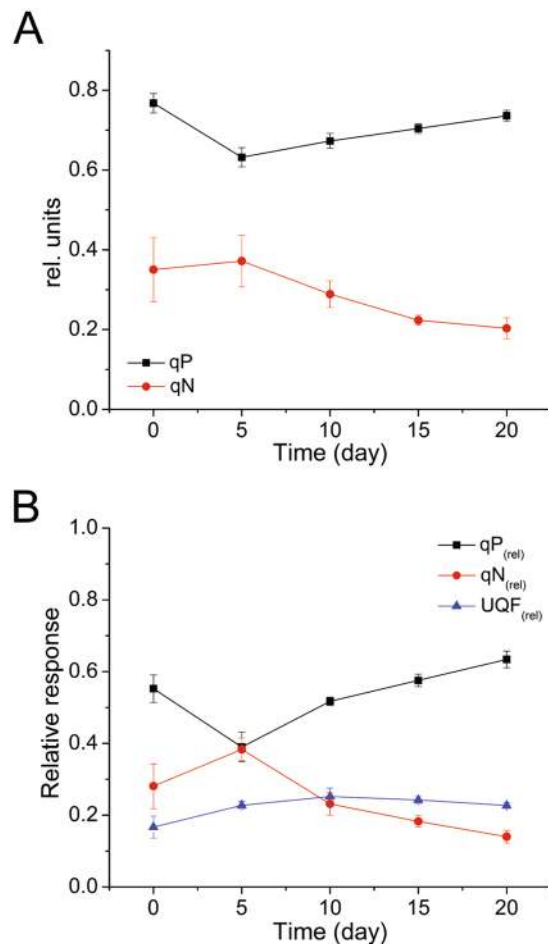 A
0.8
0.6
0.4
0.2
0.0
rel. units
qP
qN
0 5 10 15 20
Time (day)
B
1.0
0.8
0.6
0.4
0.2
0.0
Relative response
qP(rel)
qN(rel)
UQF(rel)
0 5 10 15 20
Time (day)